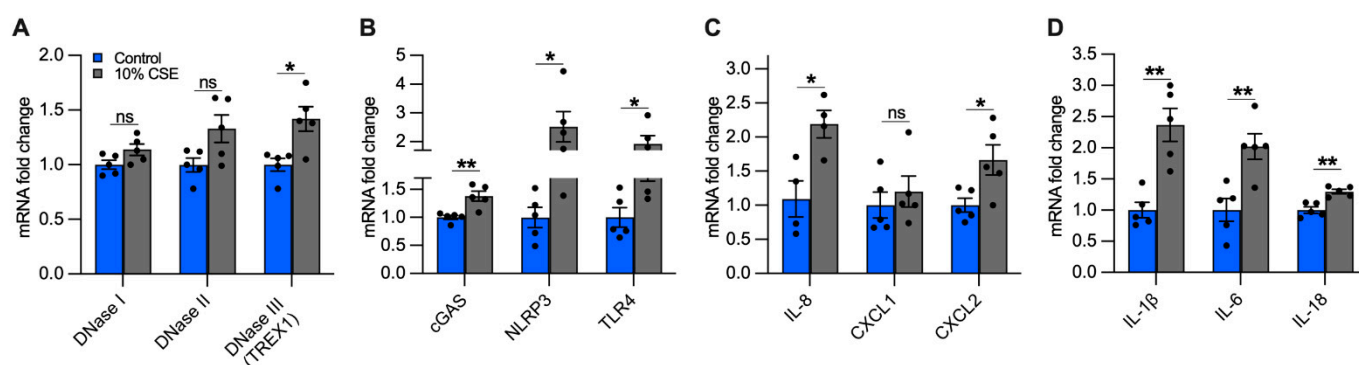 A
mRNA fold change
2.0
1.5
1.0
0.5
0.0
Control
10% CSE
ns
ns
*
DNase I
DNase II
DNase III
(TREX1)
B
mRNA fold change
5
4
3
2
1.5
1.0
0.5
0.0
**
*
*
cGAS
NLRP3
TLR4
C
mRNA fold change
3.0
2.5
2.0
1.5
1.0
0.5
0.0
*
ns
*
IL-8
CXCL1
CXCL2
D
mRNA fold change
3.5
3.0
2.5
2.0
1.5
1.0
0.5
0.0
**
**
**
IL-1β
IL-6
IL-18